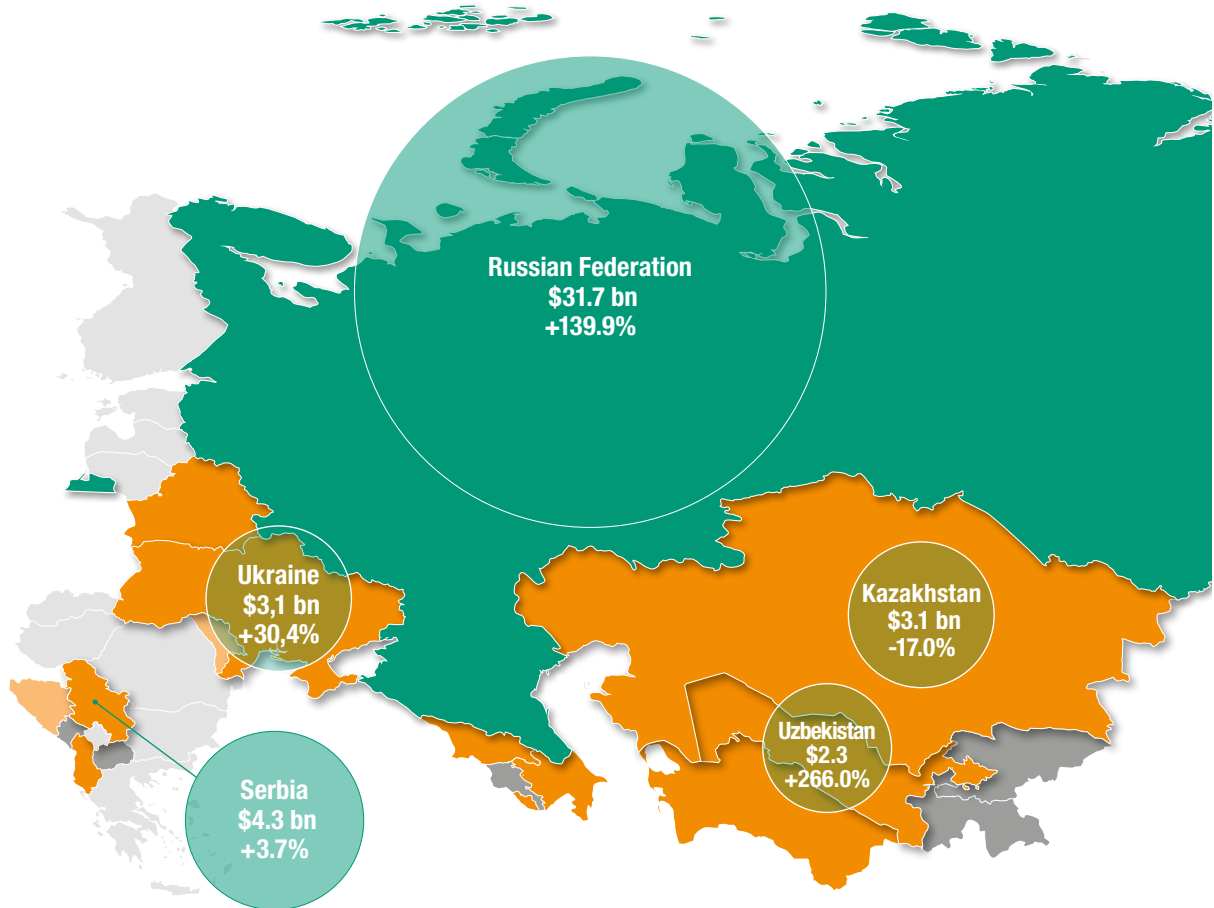 Russian Federation
$31.7 bn
+139.9%
Ukraine
$3,1 bn
+30,4%
Kazakhstan
$3.1 bn
-17.0%
Uzbekistan
$2.3
+266.0%
Serbia
$4.3 bn
+3.7%